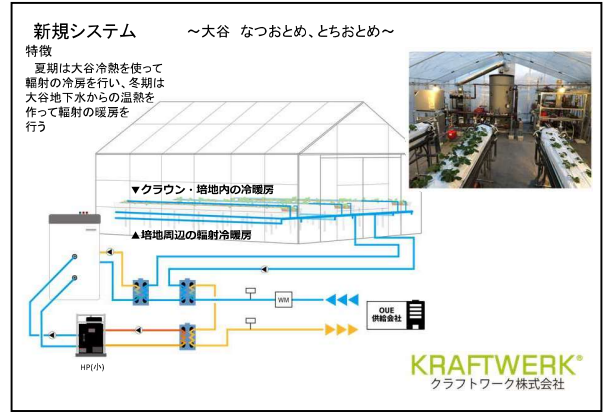 新規システム　～大谷 なつおとめ、とちおとめ～
特徴
夏期は大谷冷熱を使って
輻射の冷房を行い、冬期は
大谷地下水からの温熱を
作って輻射の暖房を
行う
▼クラウン・培地内の冷暖房
▲培地周辺の輻射冷暖房
WM
OUE
供給会社
HP(小)
KRAFTWERK®
クラフトワーク株式会社